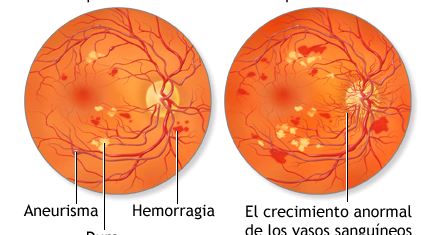 Aneurisma
Hemorragia
El crecimiento anormal
de los vasos sanguíneos